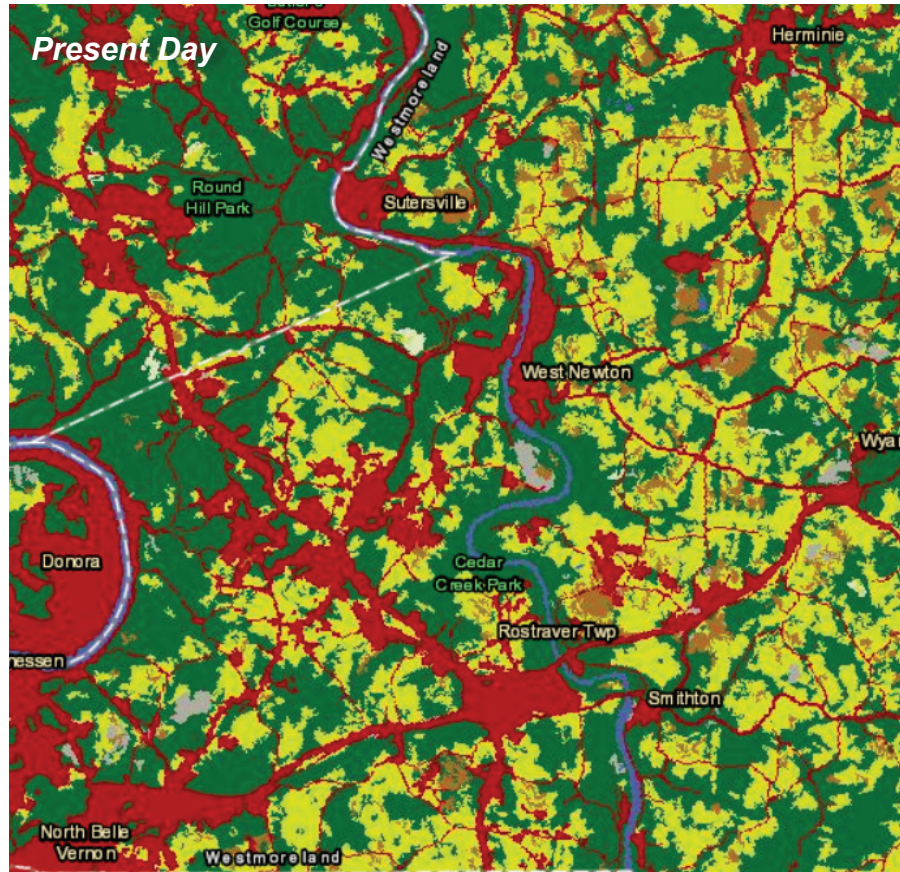 Golf Course
Present Day
Herminie
Westmoreland
Round
Hill Park
Sutersville
West Newton
Donora
Cedar
Creek Park
Rostraver Twp
nessen
Smithton
North Belle
Vernon
Westmoreland